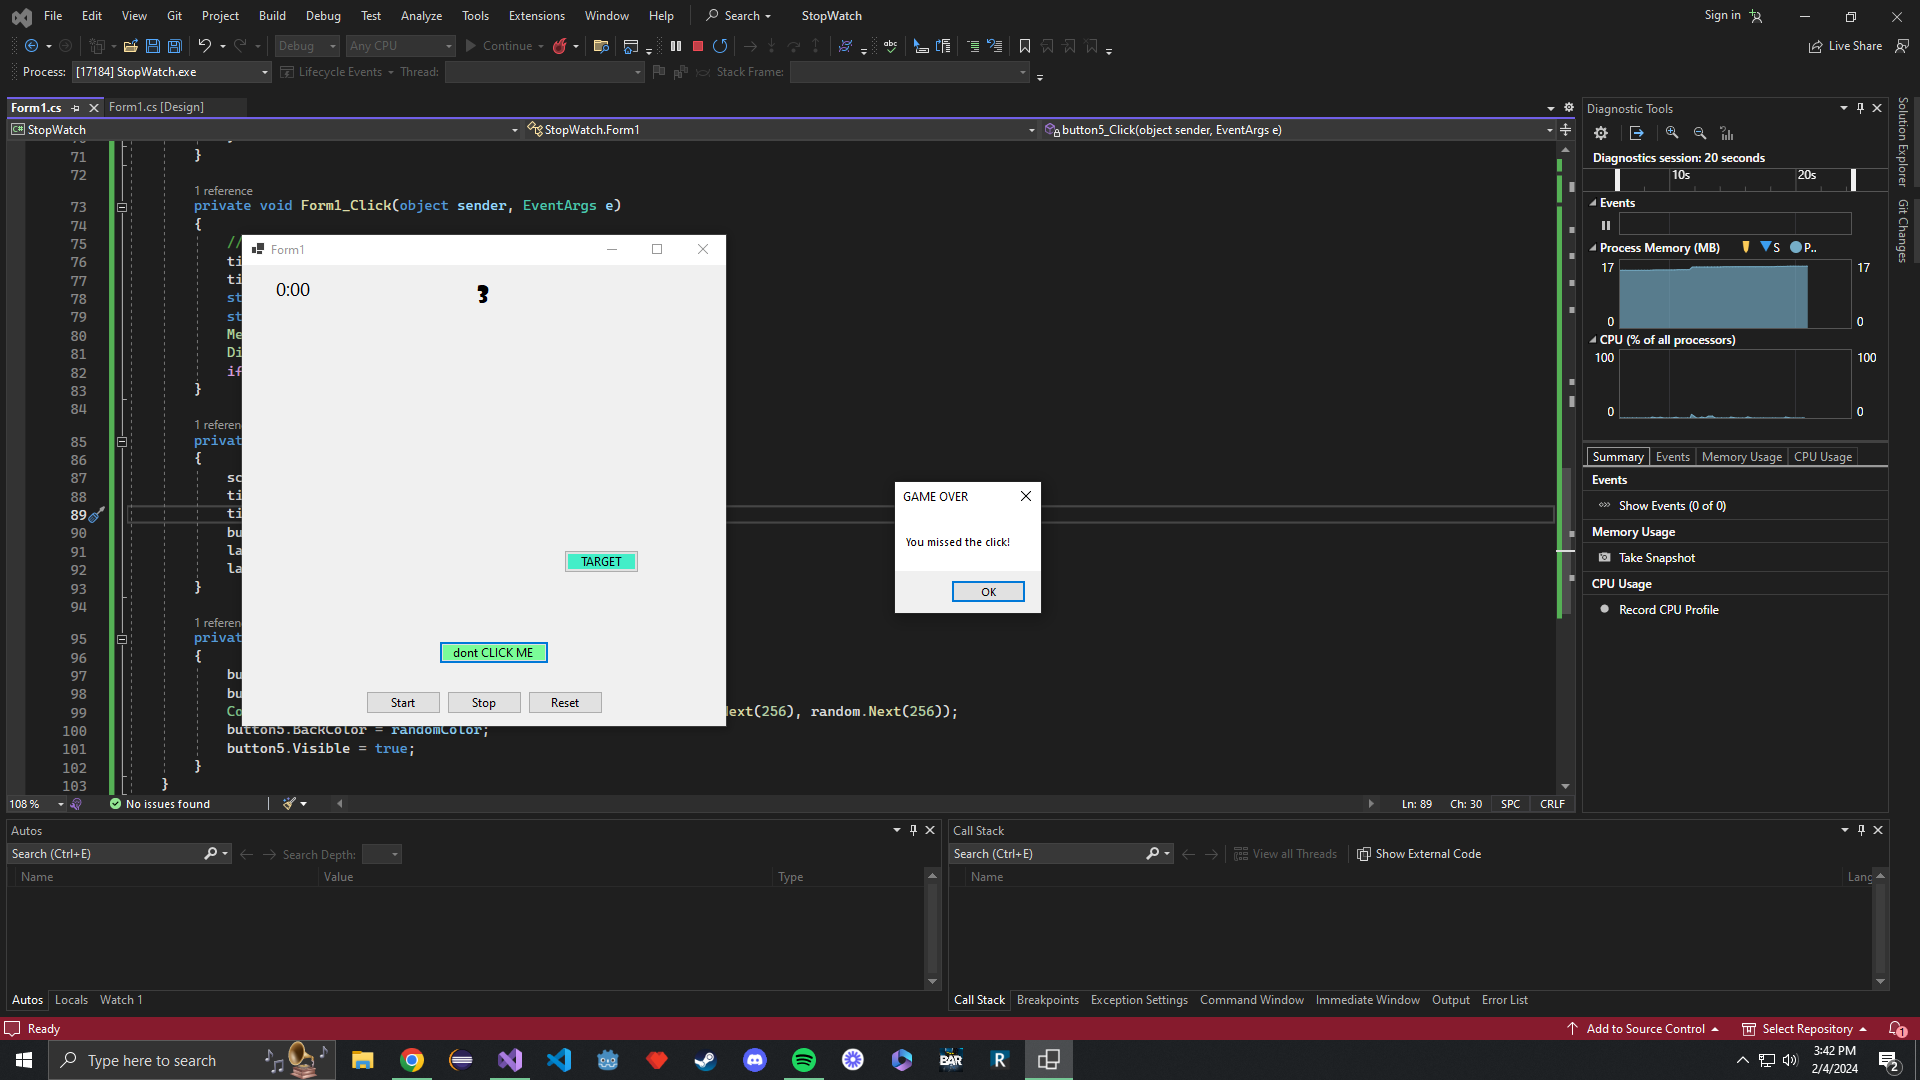 File Edit View Git Project Build Debug Test Analyze Tools Extensions Window Help Search StopWatch Sign in
Debug Any CPU Continue Live Share
Process: [17184] StopWatch.exe Lifecycle Events Thread: Stack Frame:
Form1.cs Form1.cs [Design]
StopWatch StopWatch.Form1 button5_Click(object sender, EventArgs e)
71 }
72
1 reference
73 private void Form1_Click(object sender, EventArgs e)
74 {
75 //
76 ti
77 ti
78 st
79 st
80 Me
81 Di
82 if
83 }
84
1 referen
85 privat
86 {
87 sc
88 ti
89 ti
90 bu
91 la
92 la
93 }
94
1 referen
95 privat
96 {
97 bu
98 bu
99 Co ext(256), random.Next(256));
100 button5.BackColor = randomColor;
101 button5.Visible = true;
102 }
103 }
Form1
0:00
3
TARGET
dont CLICK ME
Start Stop Reset
GAME OVER
You missed the click!
OK
108 % No issues found Ln: 89 Ch: 30 SPC CRLF
Diagnostic Tools
Diagnostics session: 20 seconds
10s 20s
Events
Process Memory (MB) S P..
17 17
0 0
CPU (% of all processors)
100 100
0 0
Summary Events Memory Usage CPU Usage
Events
Show Events (0 of 0)
Memory Usage
Take Snapshot
CPU Usage
Record CPU Profile
Solution Explorer
Git Changes
Autos
Search (Ctrl+E) Search Depth:
Name Value Type
Autos Locals Watch 1
Call Stack
Search (Ctrl+E) View all Threads Show External Code
Name Lang
Call Stack Breakpoints Exception Settings Command Window Immediate Window Output Error List
Ready Add to Source Control Select Repository 1
Type here to search BAR R 3:42 PM
2/4/2024 2